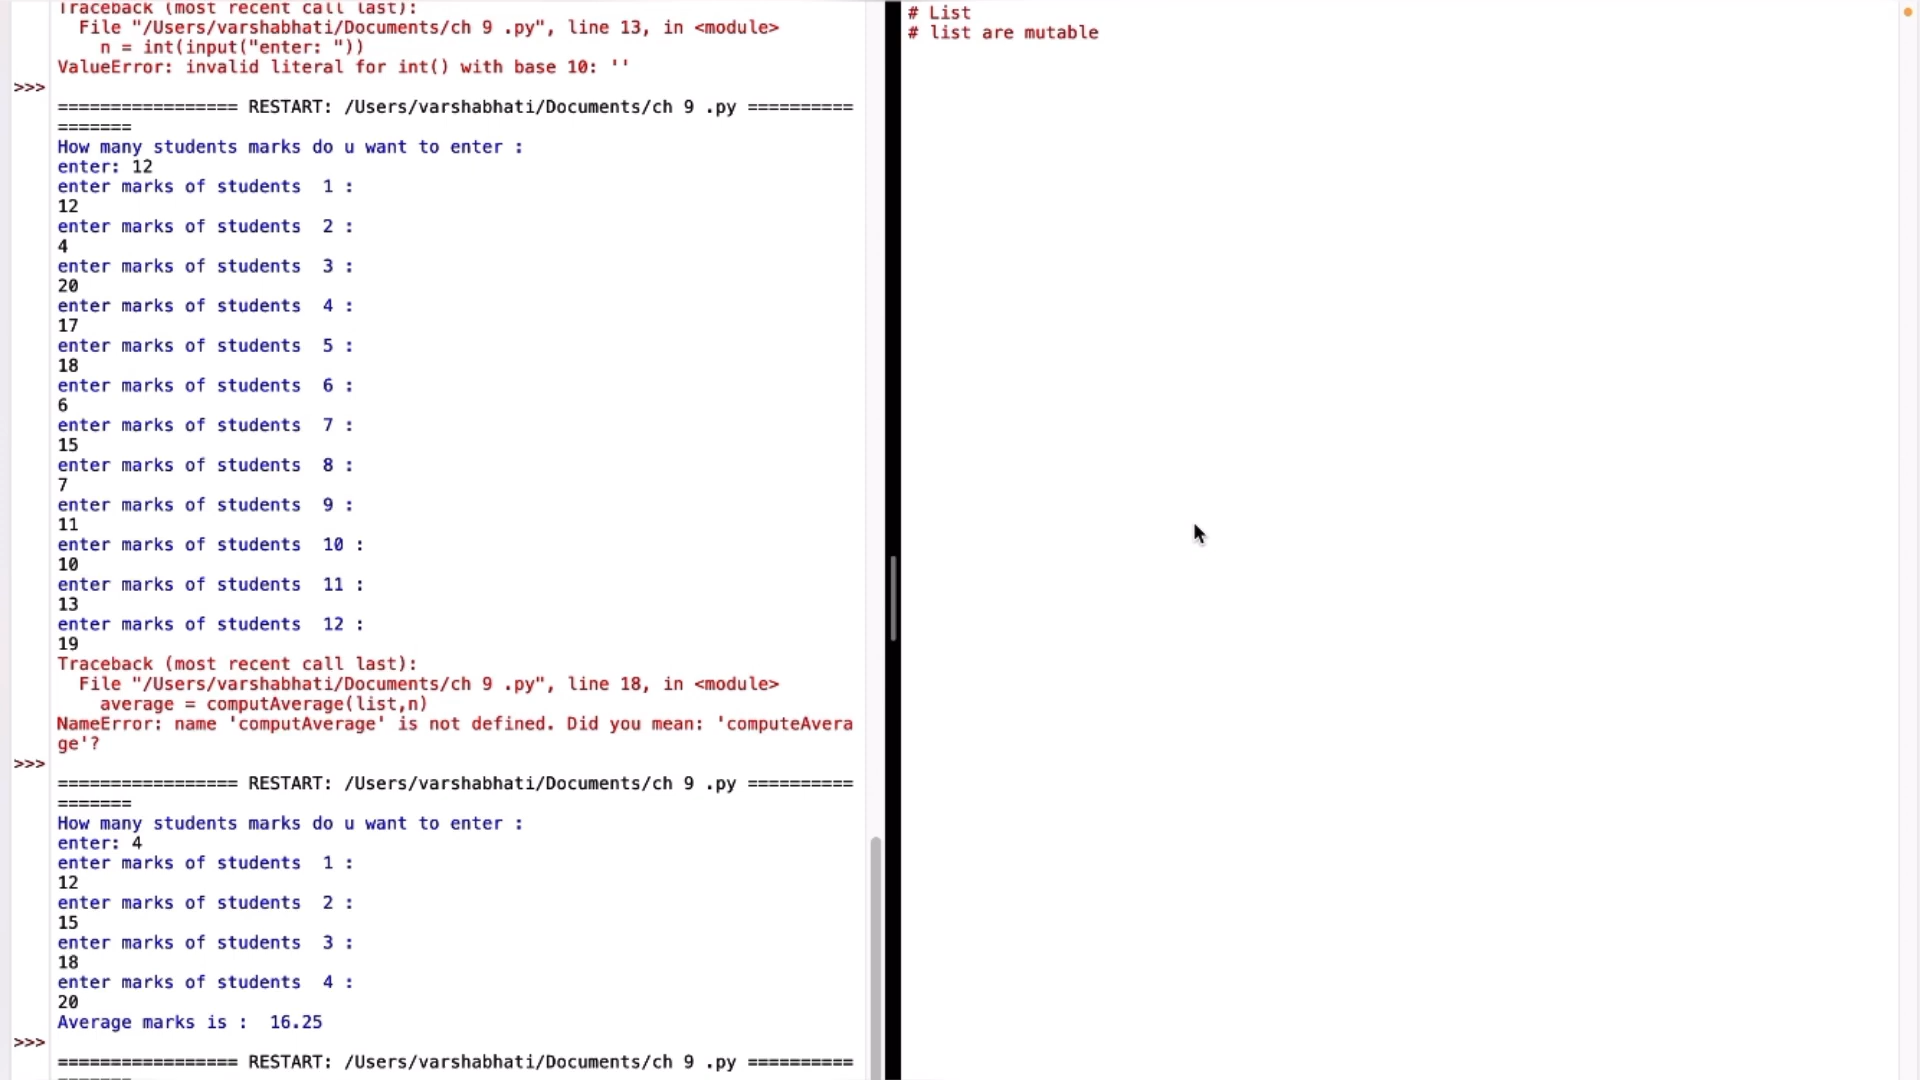 Traceback (most recent call last):
  File "/Users/varshabhati/Documents/ch 9 .py", line 13, in <module>
    n = int(input("enter: "))
ValueError: invalid literal for int() with base 10: ''
>>>
================= RESTART: /Users/varshabhati/Documents/ch 9 .py ==========
=======
How many students marks do u want to enter :
enter: 12
enter marks of students  1 :
12
enter marks of students  2 :
4
enter marks of students  3 :
20
enter marks of students  4 :
17
enter marks of students  5 :
18
enter marks of students  6 :
6
enter marks of students  7 :
15
enter marks of students  8 :
7
enter marks of students  9 :
11
enter marks of students  10 :
10
enter marks of students  11 :
13
enter marks of students  12 :
19
Traceback (most recent call last):
  File "/Users/varshabhati/Documents/ch 9 .py", line 18, in <module>
    average = computAverage(list,n)
NameError: name 'computAverage' is not defined. Did you mean: 'computeAvera
ge'?
>>>
================= RESTART: /Users/varshabhati/Documents/ch 9 .py ==========
=======
How many students marks do u want to enter :
enter: 4
enter marks of students  1 :
12
enter marks of students  2 :
15
enter marks of students  3 :
18
enter marks of students  4 :
20
Average marks is :  16.25
>>>
================= RESTART: /Users/varshabhati/Documents/ch 9 .py ==========
=======
# List
# list are mutable